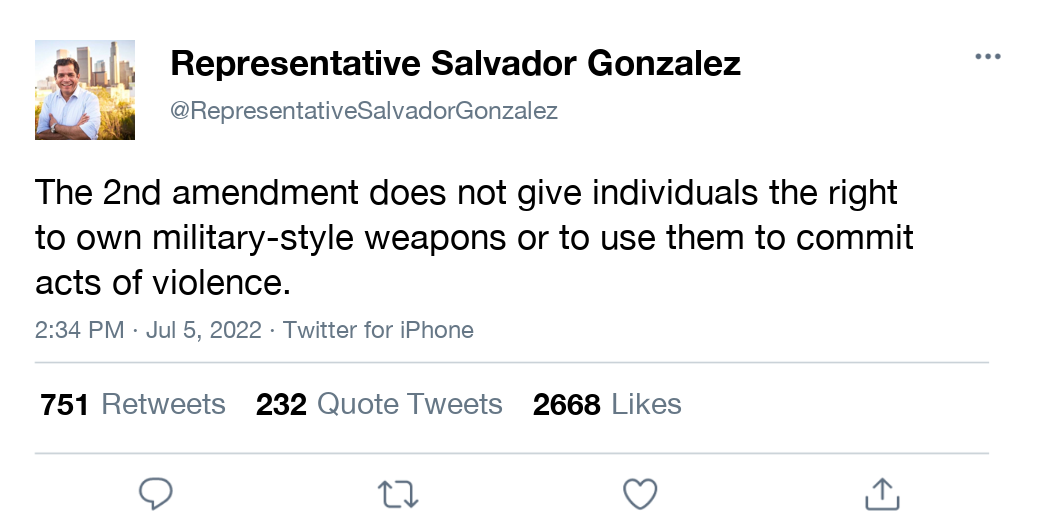 Representative Salvador Gonzalez
@RepresentativeSalvadorGonzalez
The 2nd amendment does not give individuals the right
to own military-style weapons or to use them to commit
acts of violence.
2:34 PM · Jul 5, 2022 · Twitter for iPhone
751 Retweets 232 Quote Tweets 2668 Likes